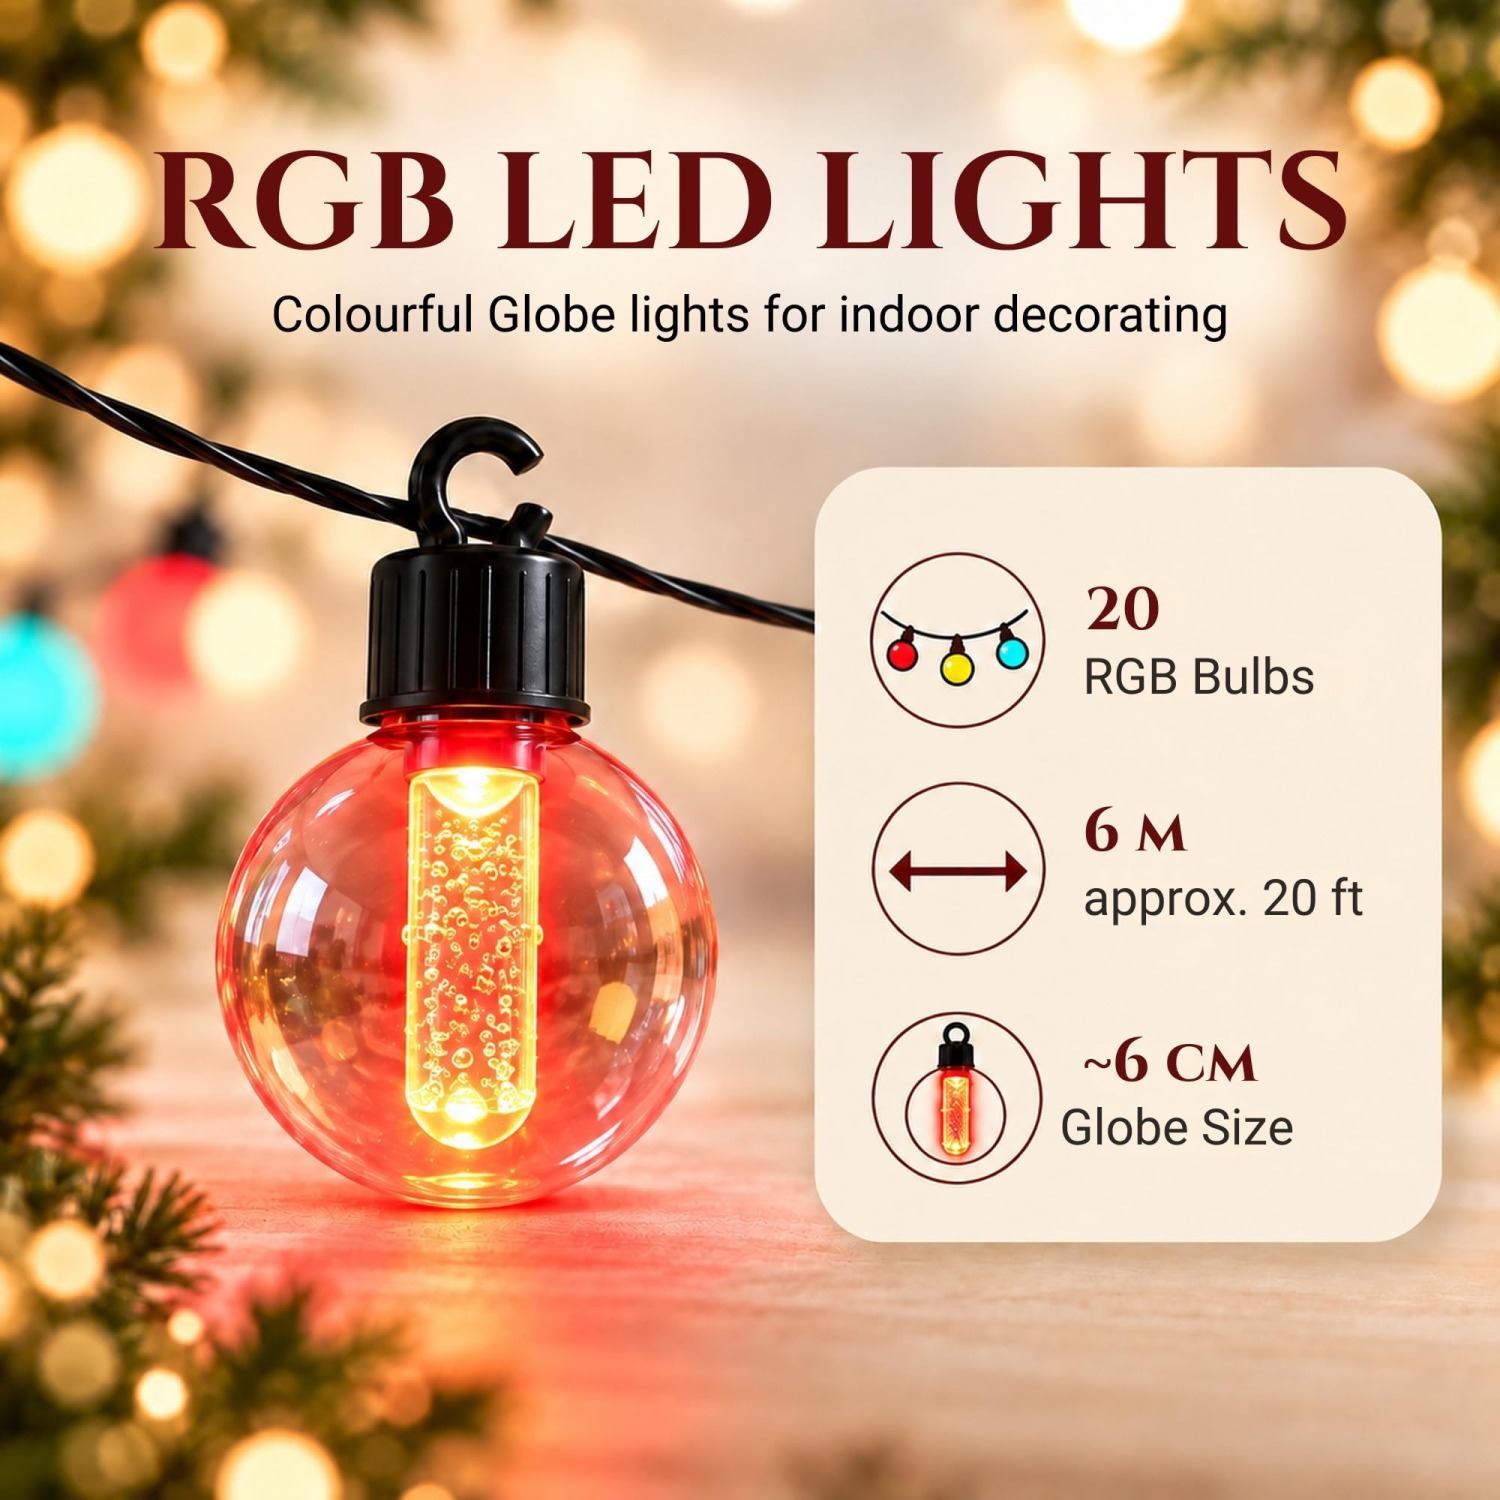 RGB LED LIGHTS
Colourful Globe lights for indoor decorating
20
RGB Bulbs
6 M
approx. 20 ft
~6 CM
Globe Size